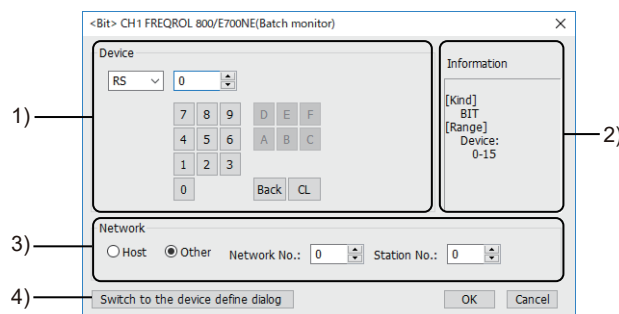 <Bit> CH1 FREQROL 800/E700NE(Batch monitor)
Device
RS 0
7 8 9 D E F
4 5 6 A B C
1 2 3
0 Back CL
Information
[Kind]
BIT
[Range]
Device:
0-15
1)
2)
3)
Network
Host Other Network No.: 0 Station No.: 0
4)
Switch to the device define dialog OK Cancel